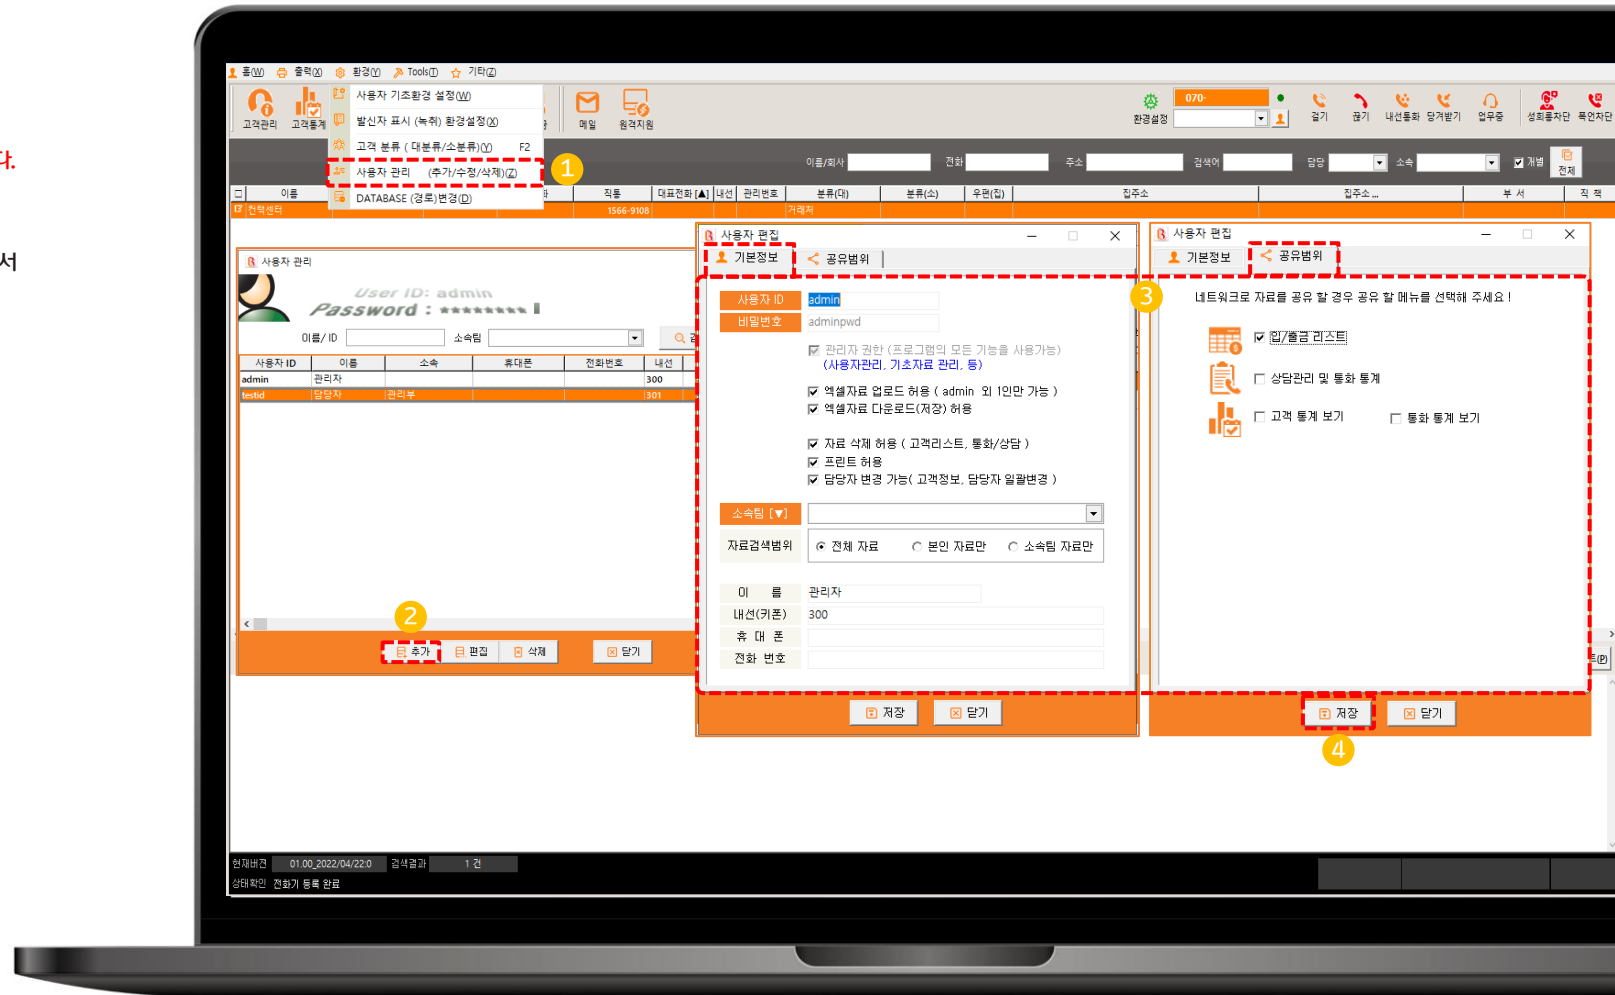 다.
서
홈(W) 출력(X) 환경(Y) Tools(T) 기타(Z)
사용자 기초환경 설정(W)
발신자 표시 (녹취) 환경설정(X)
고객 분류 ( 대분류/소분류)(Y) F2
사용자 관리 (추가/수정/삭제)(Z)
DATABASE (경로)변경(D)
1
고객관리 고객통계 메일 원격지원
환경설정 070-
걸기 끊기 내선통화 당겨받기 업무중 성희롱차단 폭언차단
이름/회사 전화 주소 검색어 담당 소속 개별 전체
이름 직통 대표전화 [▲] 내선 관리번호 분류(대) 분류(소) 우편(집) 집주소 집주소 ... 부 서 직 책
컨택센터 1566-9108 거래처
사용자 관리
User ID: admin
Password : ********
이름/ ID 소속팀
사용자 ID 이름 소속 휴대폰 전화번호 내선
admin 관리자 300
testid 담당자 관리부 301
2
추가 편집 삭제 닫기
사용자 편집
기본정보 공유범위
사용자 ID admin
비밀번호 adminpwd
관리자 권한 (프로그램의 모든 기능을 사용가능)
(사용자관리, 기초자료 관리, 등)
엑셀자료 업로드 허용 ( admin 외 1인만 가능 )
엑셀자료 다운로드(저장) 허용
자료 삭제 허용 ( 고객리스트, 통화/상담 )
프린트 허용
담당자 변경 가능( 고객정보, 담당자 일괄변경 )
소속팀 [▼]
자료검색범위 전체 자료 본인 자료만 소속팀 자료만
이 름 관리자
내선(키폰) 300
휴 대 폰
전화 번호
저장 닫기
3
사용자 편집
기본정보 공유범위
네트워크로 자료를 공유 할 경우 공유 할 메뉴를 선택해 주세요 !
입/출금 리스트
상담관리 및 통화 통계
고객 통계 보기 통화 통계 보기
저장 닫기
4
트(P)
현재버젼 01.00_2022/04/22:0 검색결과 1 건
상태확인 전화기 등록 완료